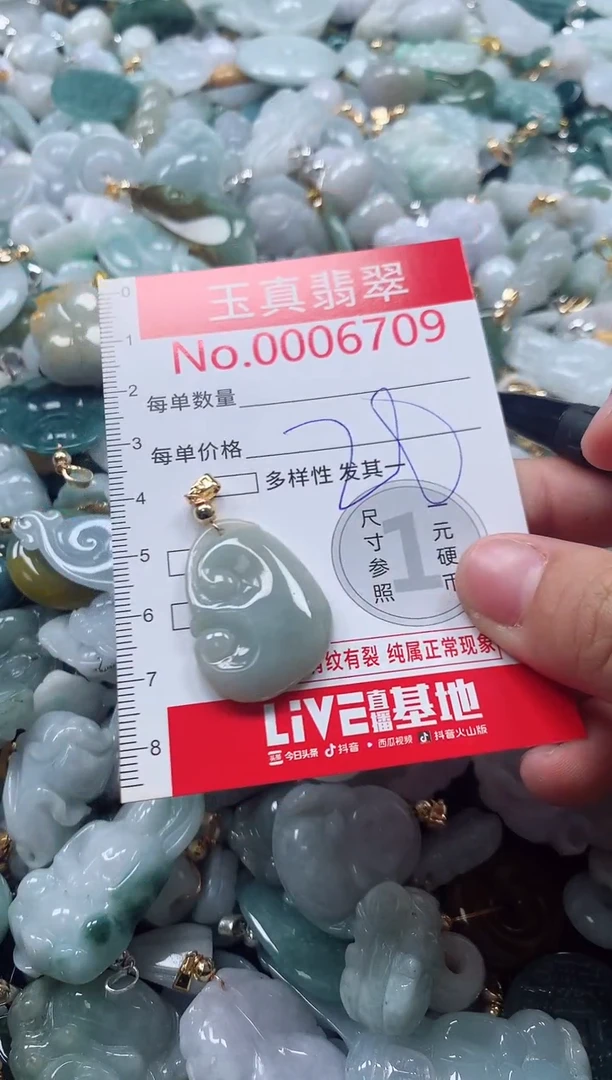 玉真翡翠
No.0006709
0
1
2
3
4
5
6
7
8
每单数量
每单价格
多样性 发其一
尺寸参照
1
一元硬币
纹有裂 纯属正常现象
LiVE直播基地
今日头条 抖音 西瓜视频 抖音火山版